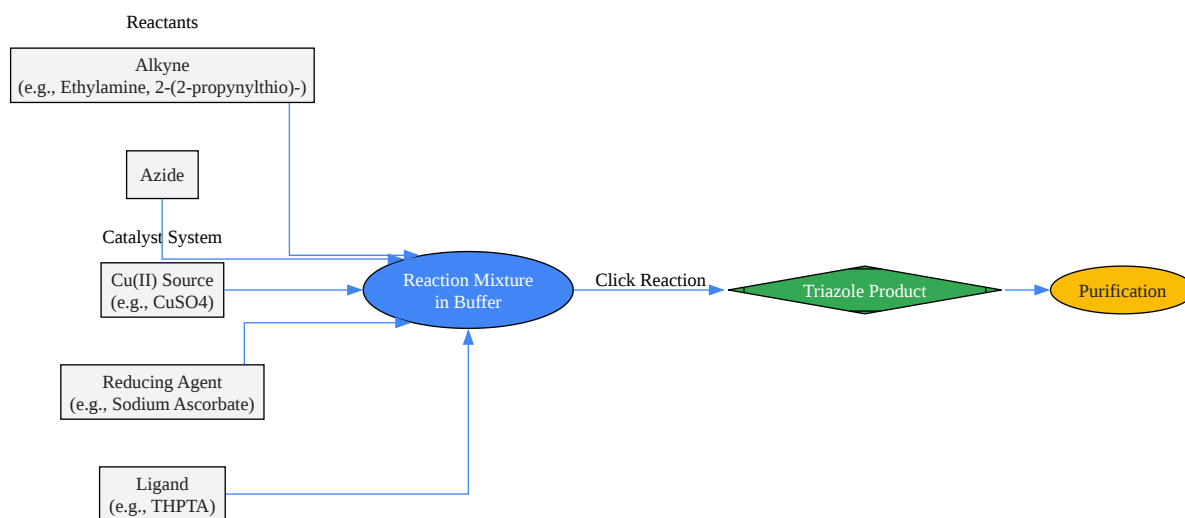 Reactants
Alkyne
(e.g., Ethylamine, 2-(2-propynylthio)-)
Azide
Catalyst System
Cu(II) Source
(e.g., CuSO4)
Reducing Agent
(e.g., Sodium Ascorbate)
Ligand
(e.g., THPTA)
Reaction Mixture
in Buffer
Click Reaction
Triazole Product
Purification